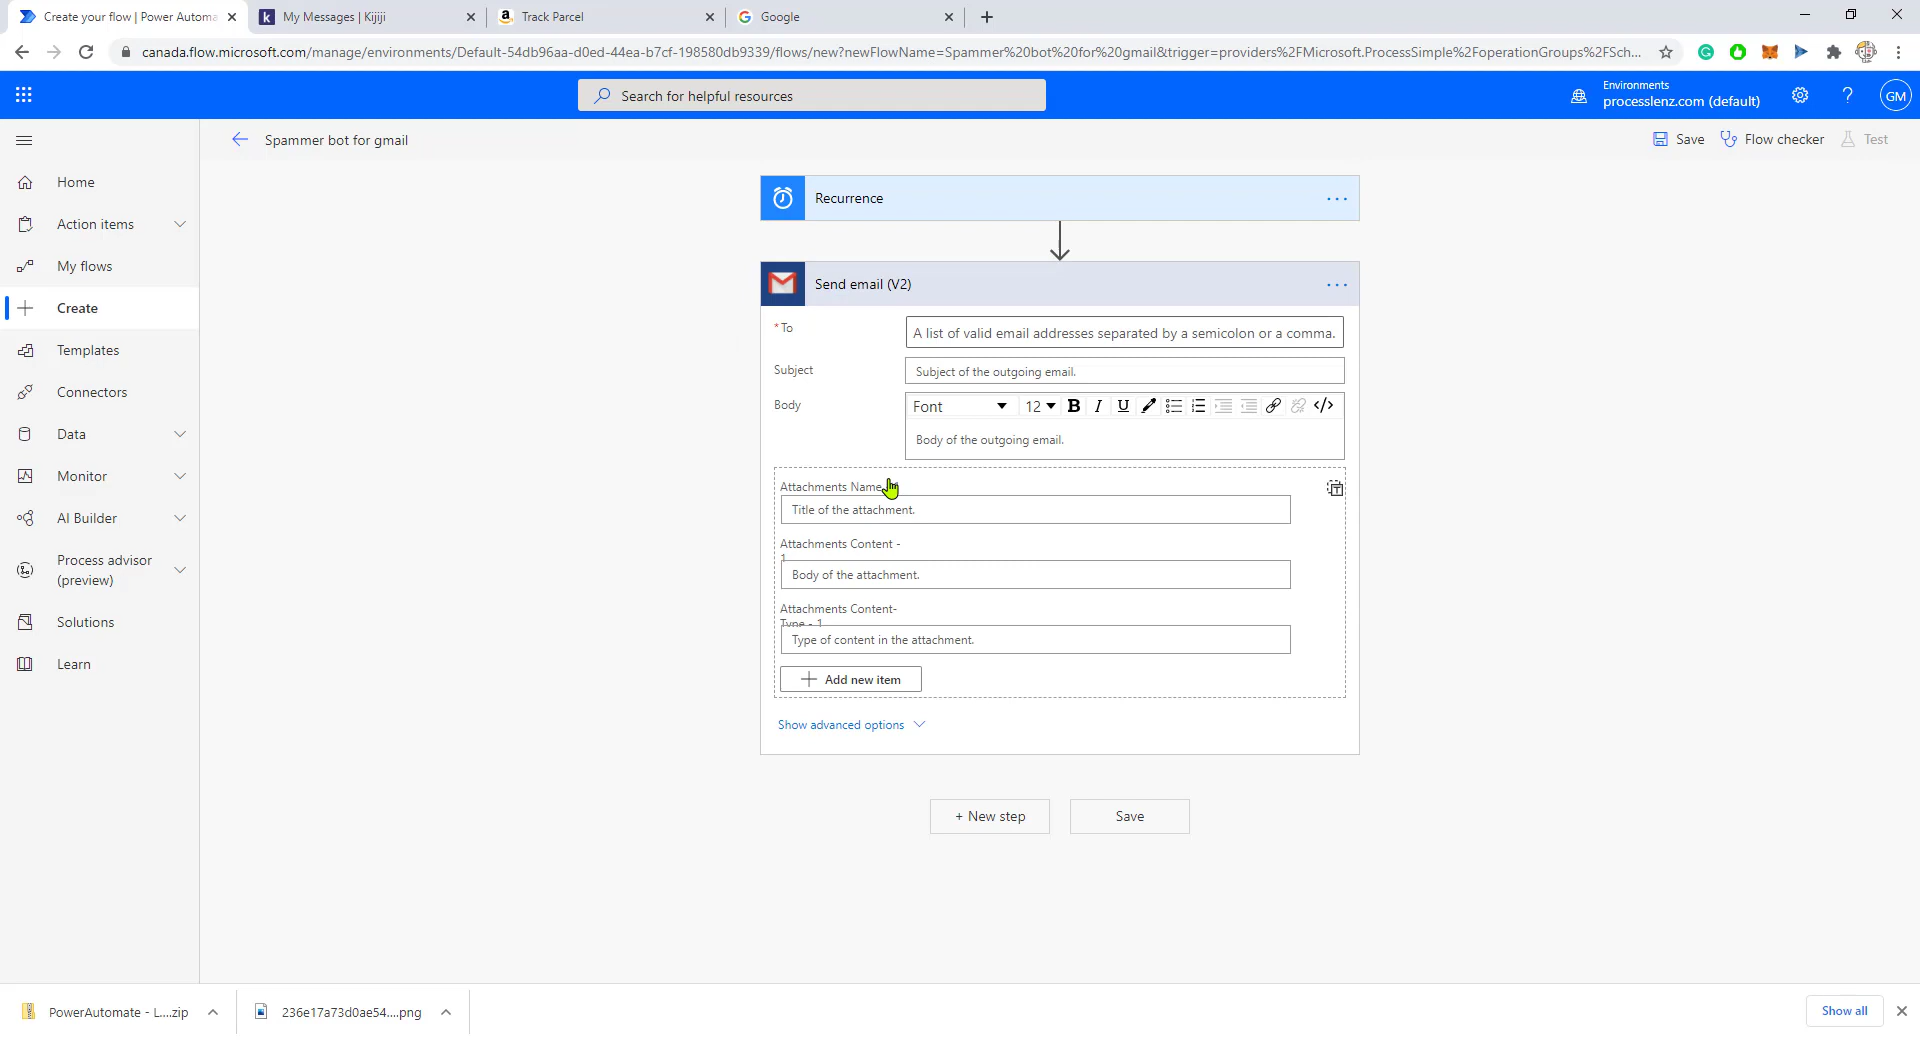 Create your flow | Power Automa
My Messages | Kijiji
Track Parcel
Google
canada.flow.microsoft.com/manage/environments/Default-54db96aa-d0ed-44ea-b7cf-198580db9339/flows/new?newFlowName=Spammer%20bot%20for%20gmail&trigger=providers%2FMicrosoft.ProcessSimple%2FoperationGroups%2FSch...
Search for helpful resources
Environments
processlenz.com (default)
?
GM
Spammer bot for gmail
Save
Flow checker
Test
Home
Action items
My flows
Create
Templates
Connectors
Data
Monitor
AI Builder
Process advisor
(preview)
Solutions
Learn
Recurrence
Send email (V2)
* To
A list of valid email addresses separated by a semicolon or a comma.
Subject
Subject of the outgoing email.
Body
Font
12
B I U
</>
Body of the outgoing email.
Attachments Name
Title of the attachment.
Attachments Content -
1
Body of the attachment.
Attachments Content-
Type - 1
Type of content in the attachment.
Add new item
Show advanced options
+ New step
Save
PowerAutomate - L....zip
236e17a73d0ae54....png
Show all